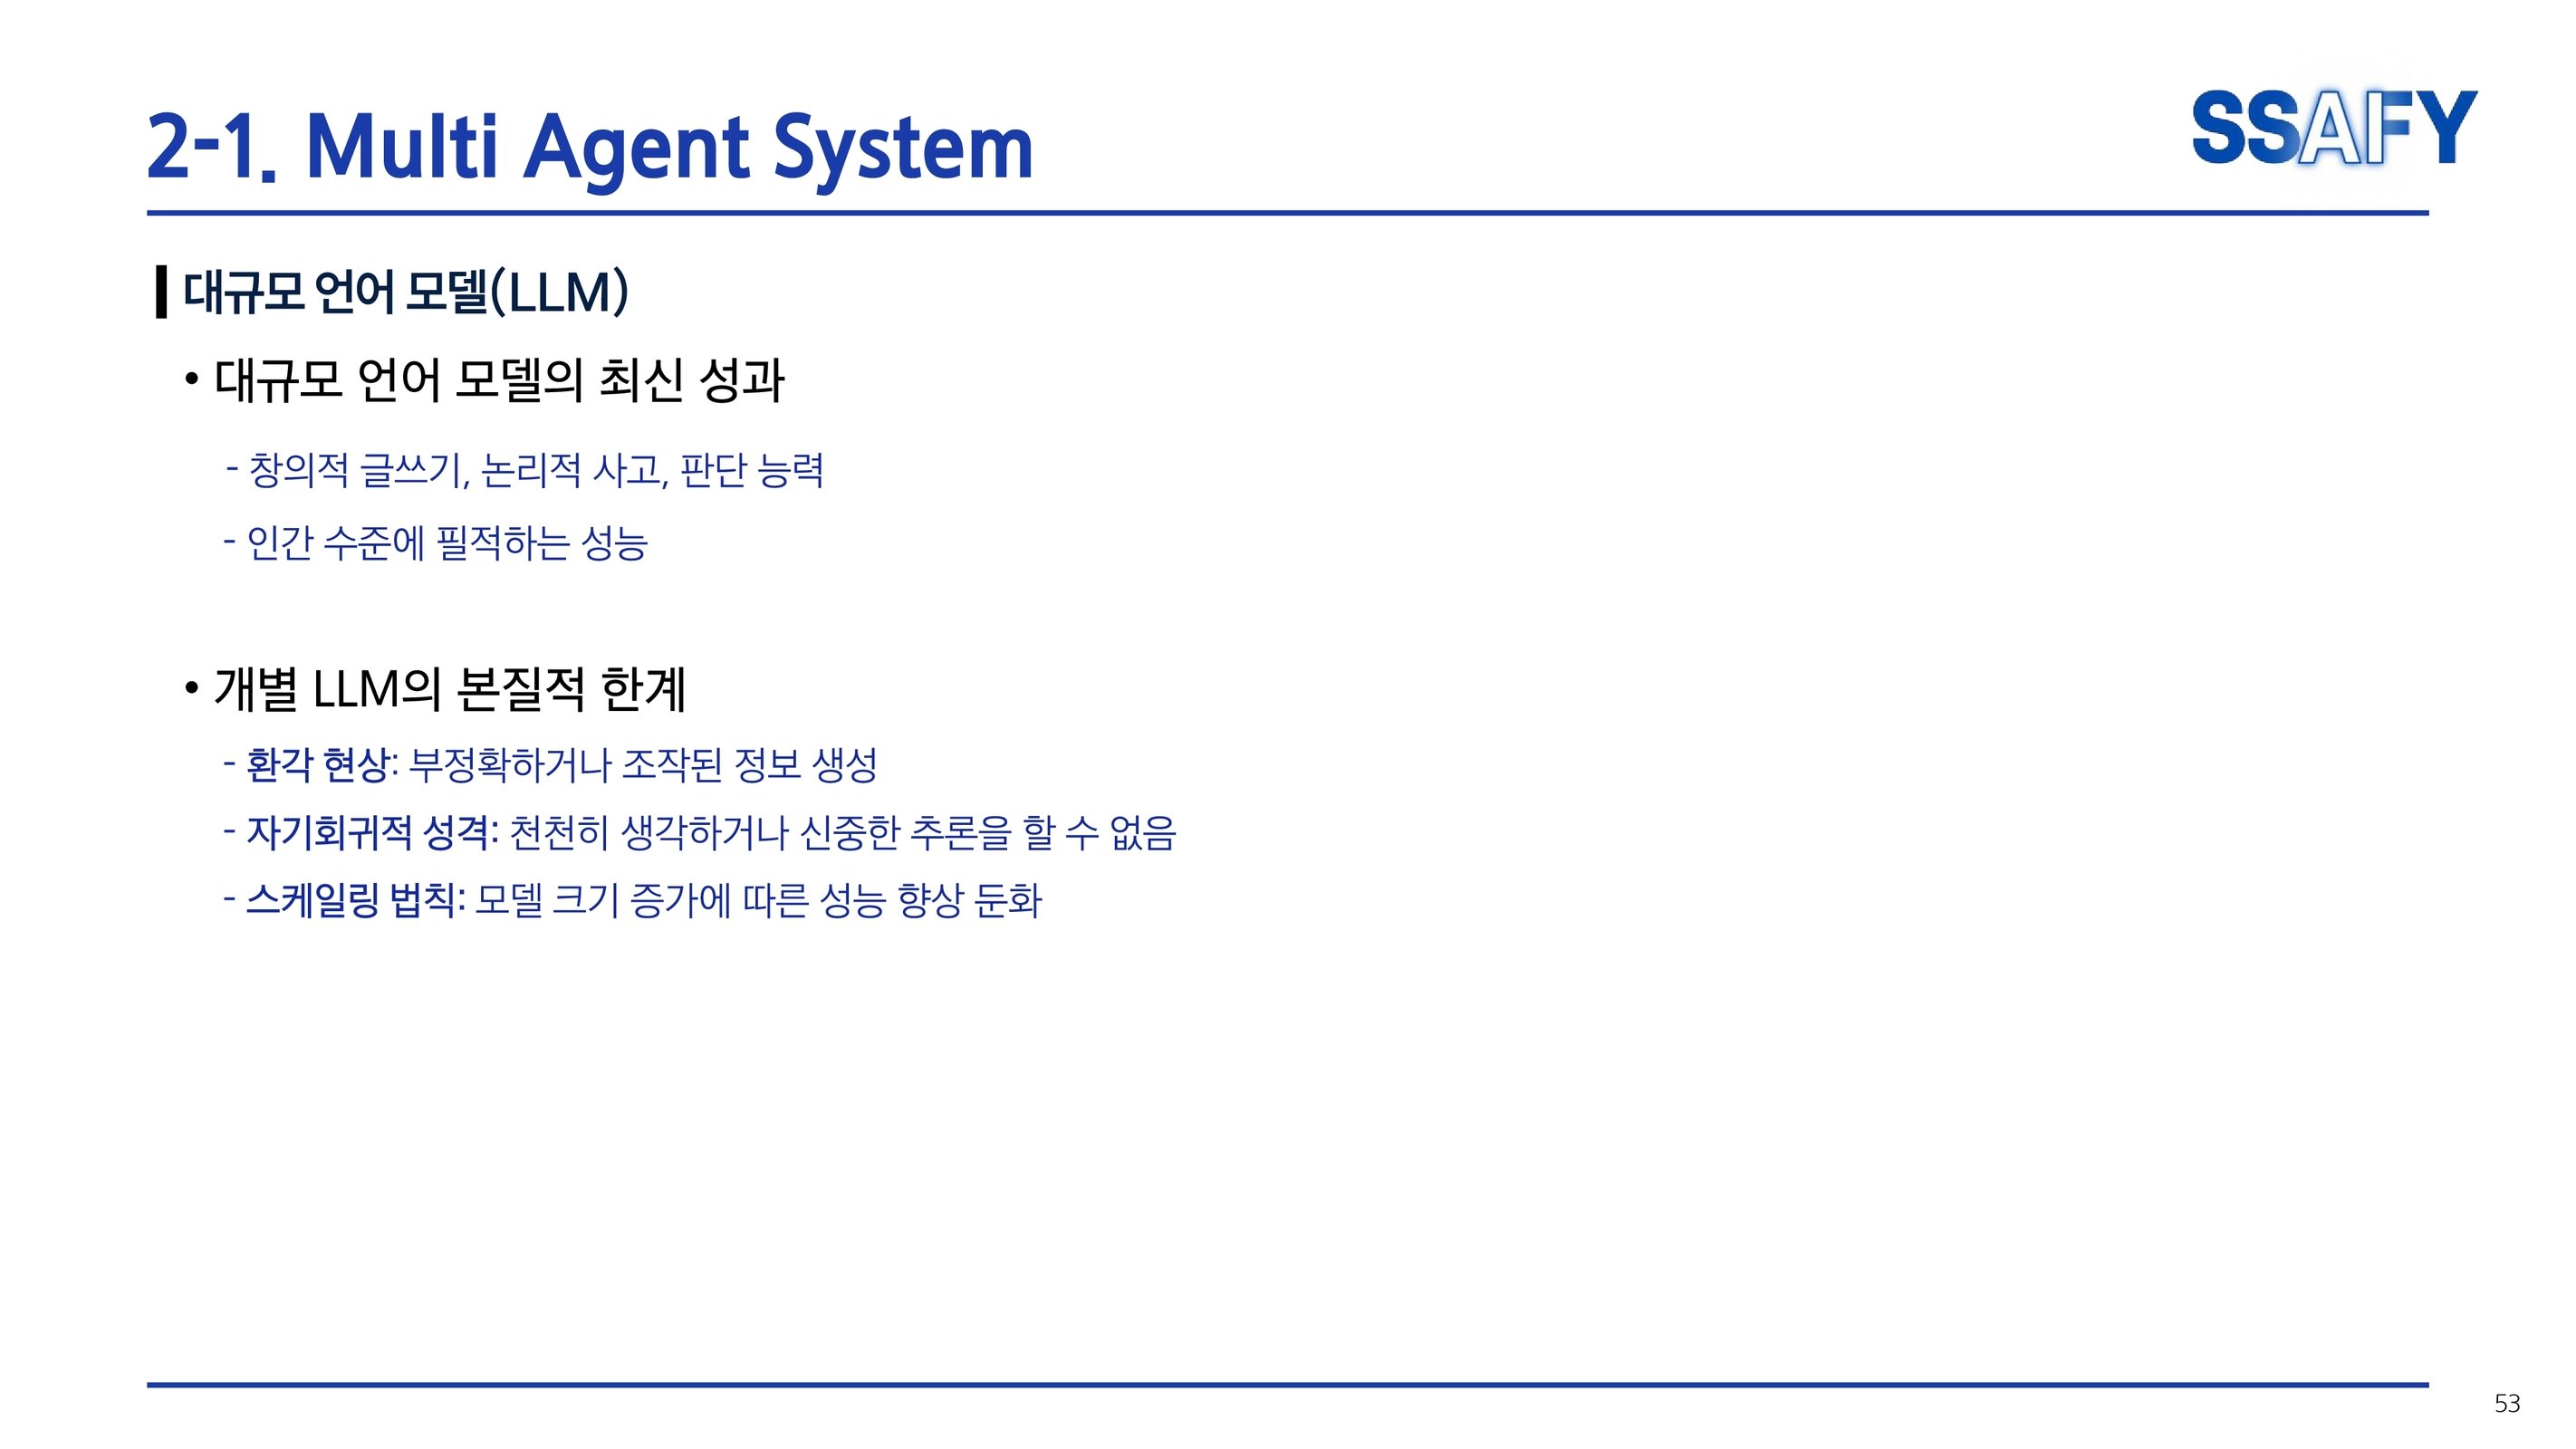 2-1. Multi Agent System
SSAFY
대규모 언어 모델(LLM)
• 대규모 언어 모델의 최신 성과
- 창의적 글쓰기, 논리적 사고, 판단 능력
- 인간 수준에 필적하는 성능
• 개별 LLM의 본질적 한계
- 환각 현상: 부정확하거나 조작된 정보 생성
- 자기회귀적 성격: 천천히 생각하거나 신중한 추론을 할 수 없음
- 스케일링 법칙: 모델 크기 증가에 따른 성능 향상 둔화
53